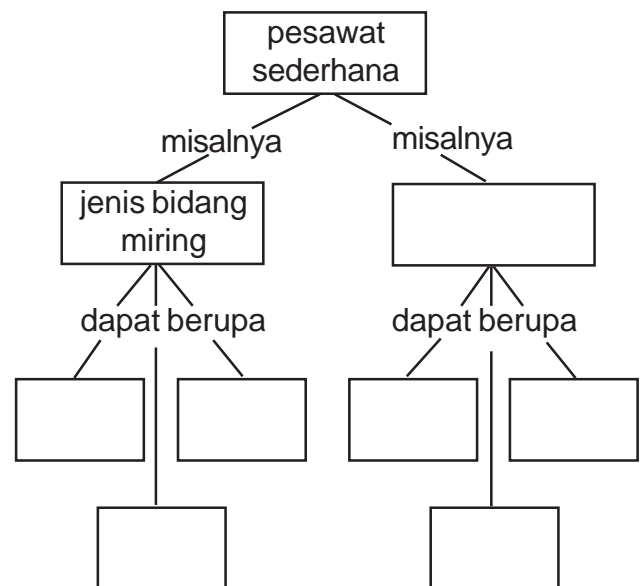 pesawat
sederhana
misalnya
misalnya
jenis bidang
miring
dapat berupa
dapat berupa